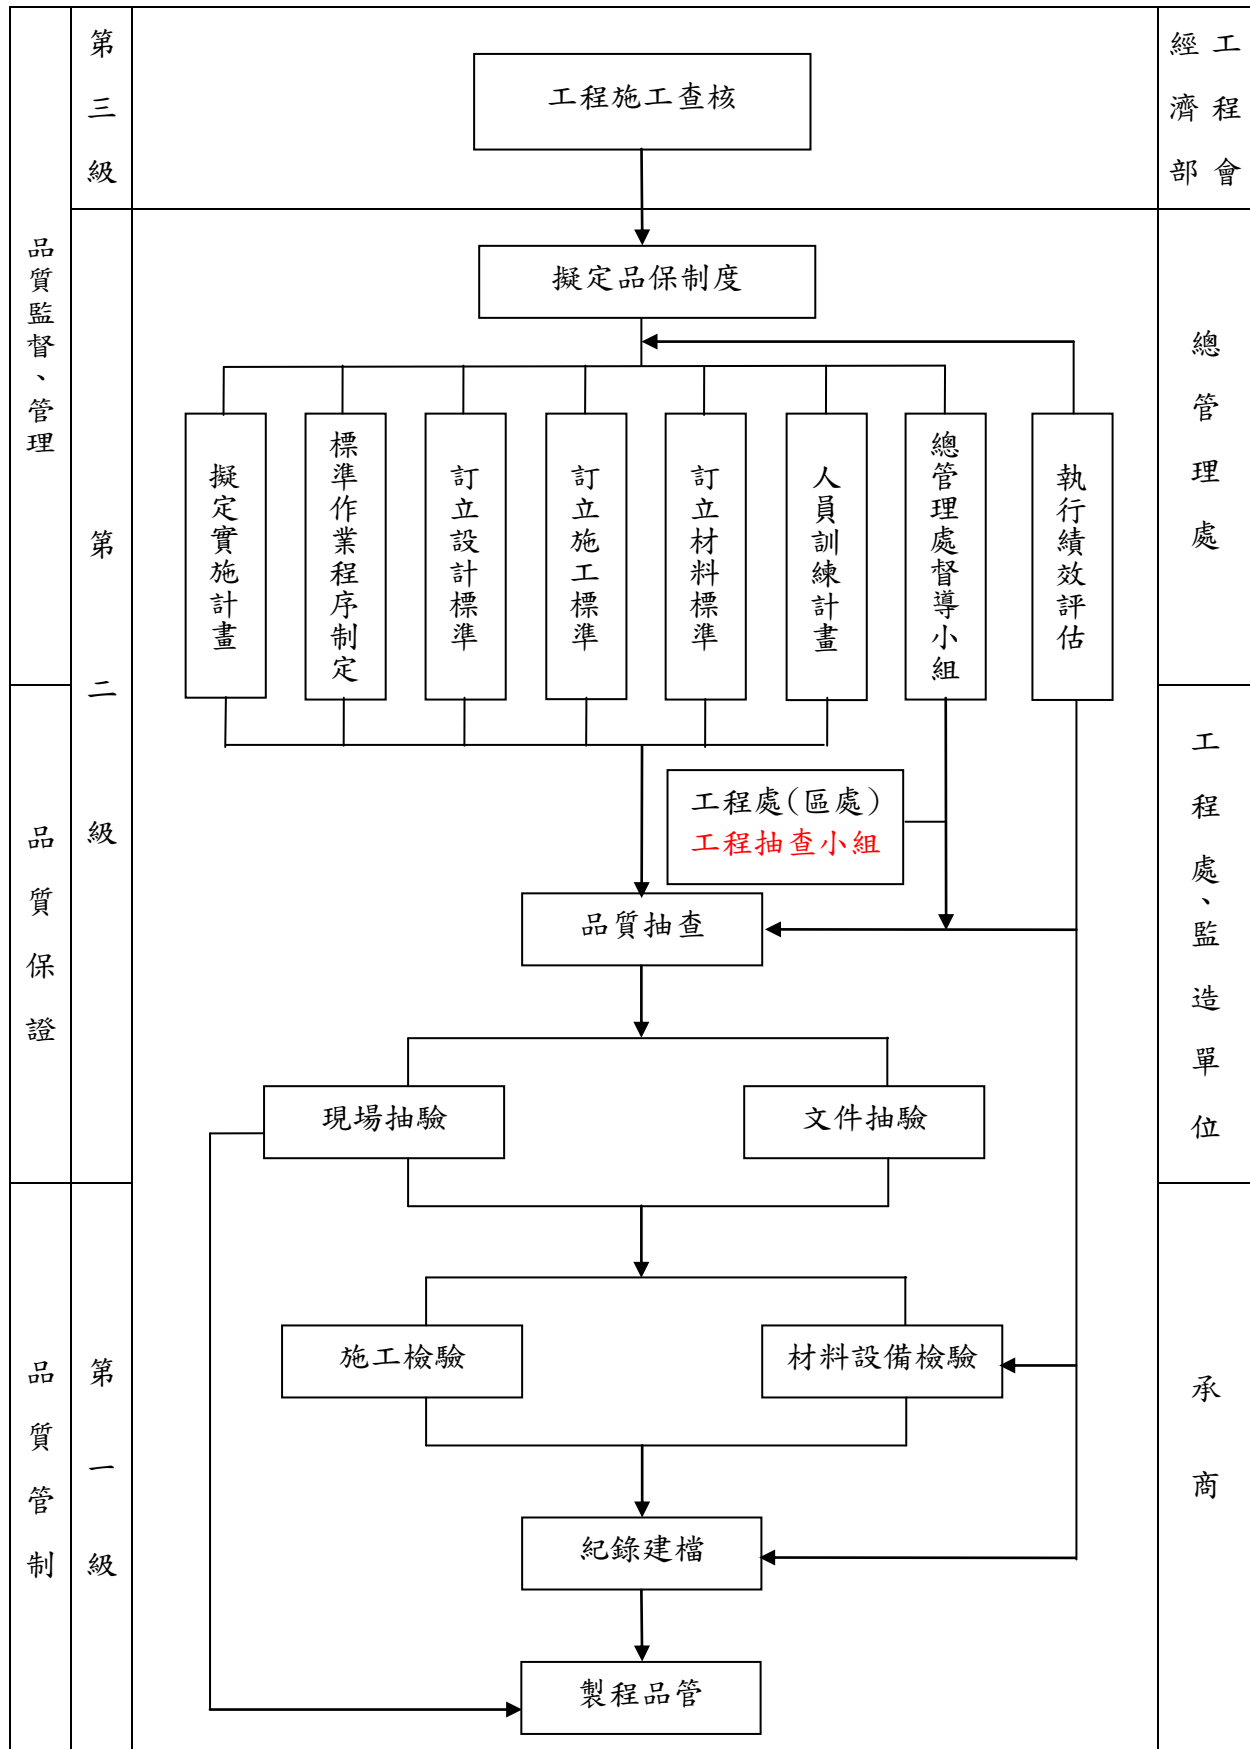 第三級
工程會
經濟部
工程施工查核
品質監督、管理
第二級
總管理處
擬定品保制度
擬定實施計畫
標準作業程序制定
訂立設計標準
訂立施工標準
訂立材料標準
人員訓練計畫
總管理處督導小組
執行績效評估
品質保證
工程處、監造單位
工程處(區處)
工程抽查小組
品質抽查
現場抽驗
文件抽驗
品質管制
第一級
承商
施工檢驗
材料設備檢驗
紀錄建檔
製程品管